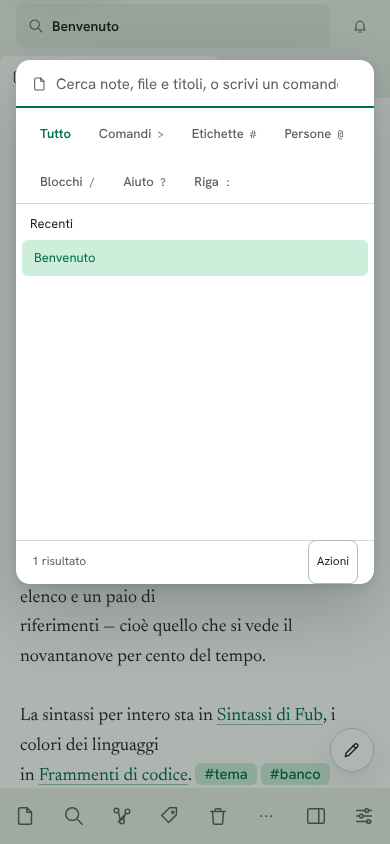 Benvenuto
Cerca note, file e titoli, o scrivi un comando
Tutto Comandi > Etichette # Persone @
Blocchi / Aiuto ? Riga :
Recenti
Benvenuto
1 risultato Azioni
elenco e un paio di
riferimenti — cioè quello che si vede il
novantanove per cento del tempo.
La sintassi per intero sta in Sintassi di Fub, i
colori dei linguaggi
in Frammenti di codice. #tema #banco